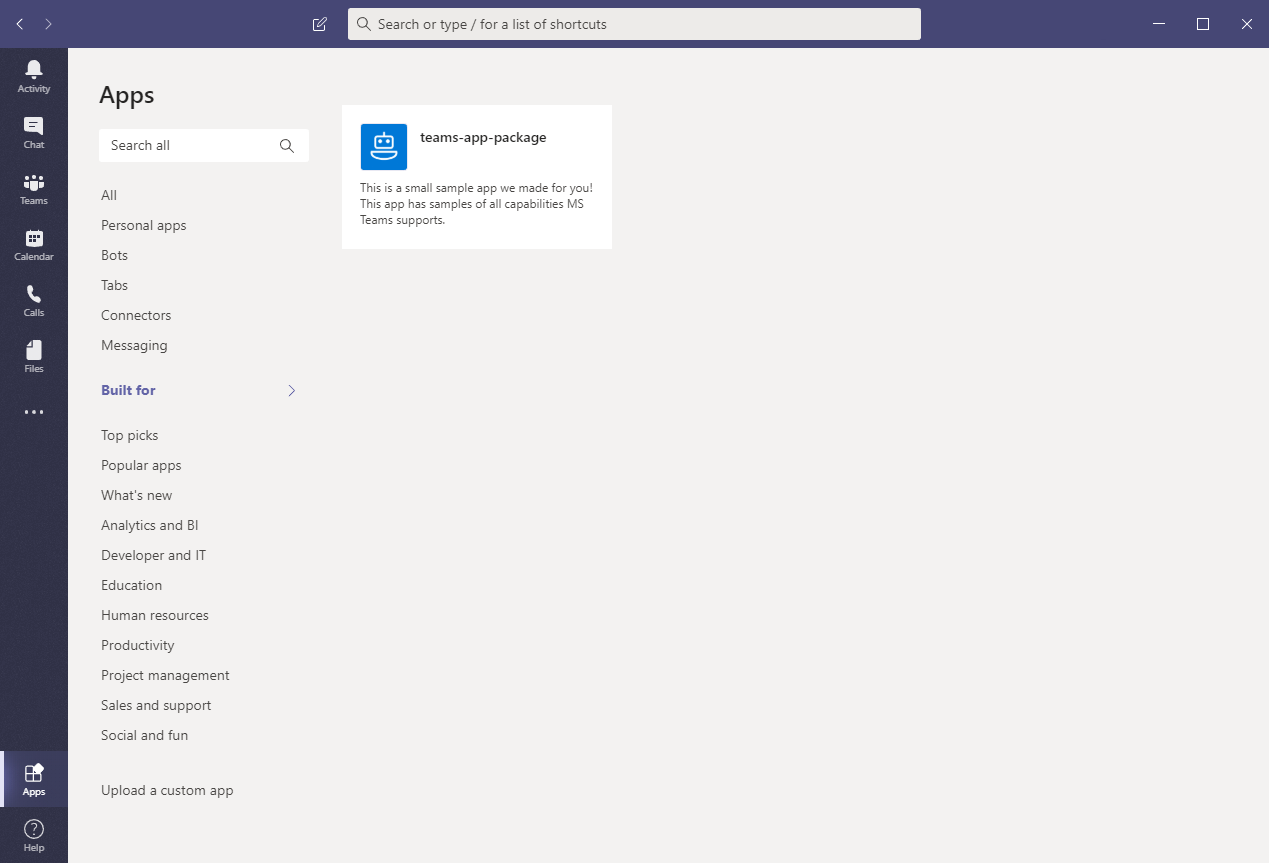 Search or type / for a list of shortcuts
Activity
Chat
Teams
Calendar
Calls
Files
Apps
Help
Apps
Search all
All
Personal apps
Bots
Tabs
Connectors
Messaging
Built for
Top picks
Popular apps
What's new
Analytics and BI
Developer and IT
Education
Human resources
Productivity
Project management
Sales and support
Social and fun
Upload a custom app
teams-app-package
This is a small sample app we made for you!
This app has samples of all capabilities MS
Teams supports.